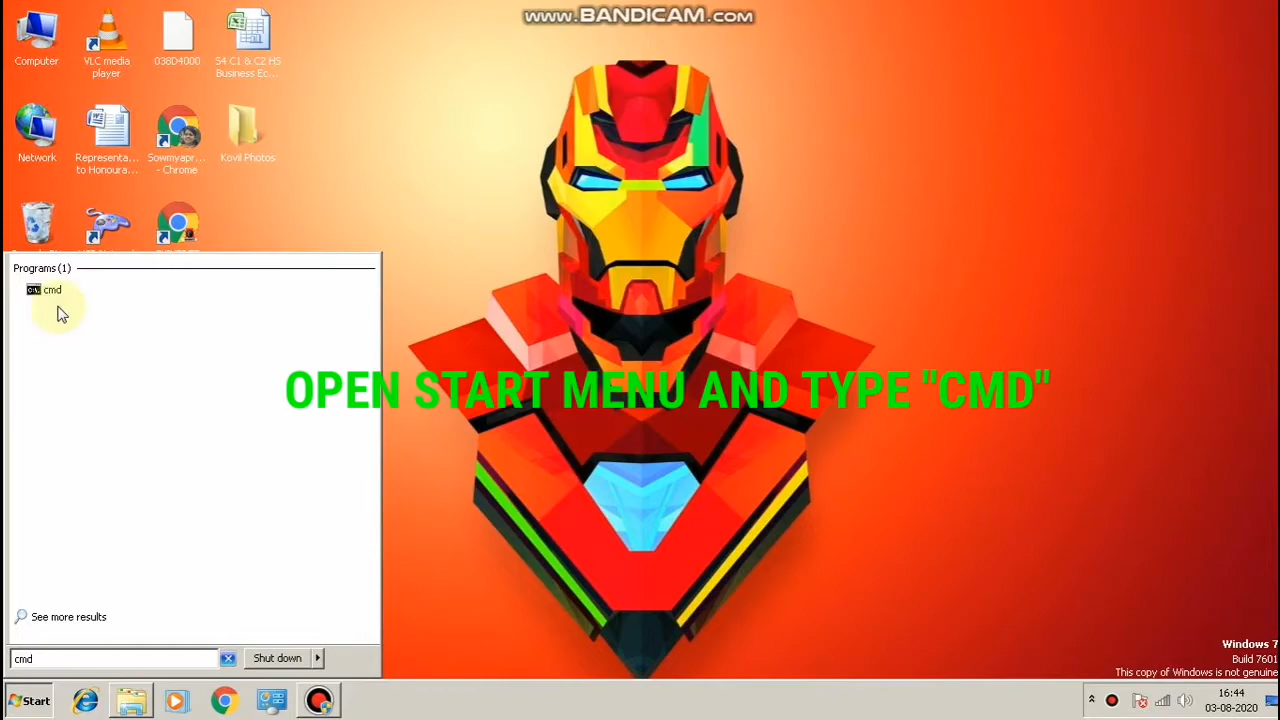 WWW.BANDICAM.COM
Computer
VLC media
player
038D4000
S4 C1 & C2 HS
Business Ec...
Network
Representa...
to Honoura...
Sowmyapr...
- Chrome
Kovil Photos
Programs (1)
cmd
OPEN START MENU AND TYPE "CMD"
See more results
cmd
Shut down
Windows 7
Build 7601
This copy of Windows is not genuine
Start
16:44
03-08-2020